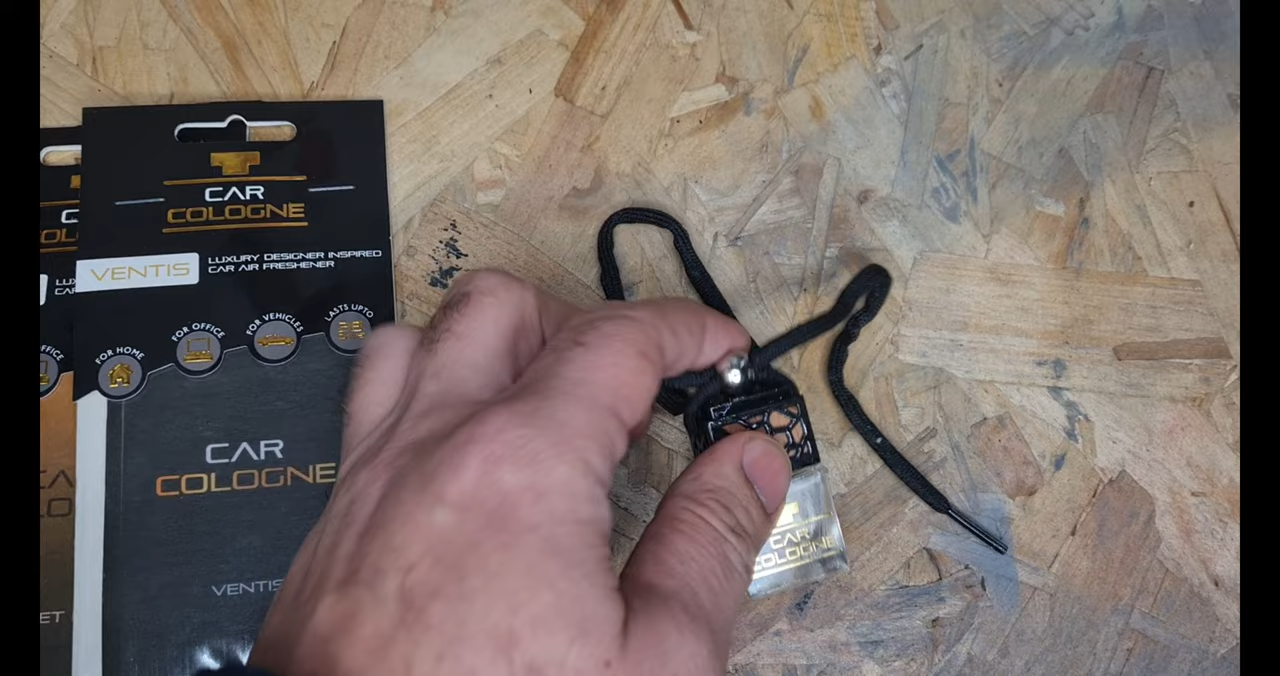 CAR
COLOGNE
VENTIS
LUXURY DESIGNER INSPIRED
CAR AIR FRESHENER
FOR HOME
FOR OFFICE
FOR VEHICLES
LASTS UPTO
CAR
COLOGNE
VENTIS
CAR
COLOGNE